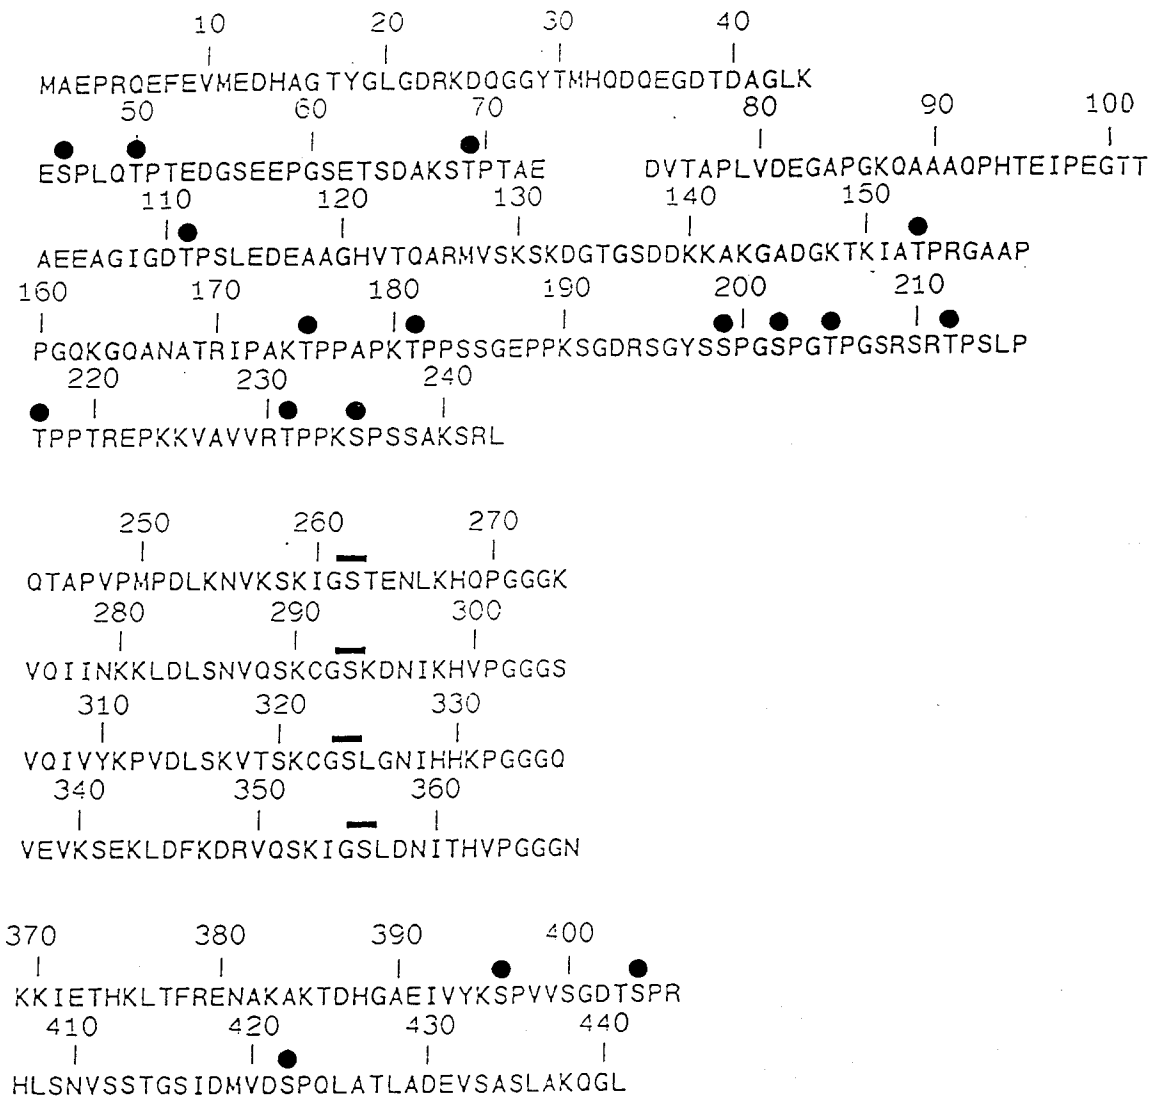 10 20 30 40
MAEPRQEFEVMEDHAGTYGLGDRKDQGGYTMHQDQEGDTDAGLK
50 60 70 80 90 100
ESPLQTPTEDGSEEPGSETSDAKSTPTAE DVTAPLVDEGAPGKQAAAQPHTEIPEGTT
110 120 130 140 150
AEEAGIGDTPSLEDEAAGHVTQARMVSKSKDGTGSDDKKAKGADGKTKIATPRGAAP
160 170 180 190 200 210
PGQKGQANATRIPAKTPPAPKTPPSSGEPPKSGDRSGYSSPGSPGTPGSRSRTPSLP
220 230 240
TPPTREPKKVAVVRTPPKSPSSAKSRL
250 260 270
QTAPVPMPDLKNVKSKIGSTENLKHQPGGGK
280 290 300
VQIINKKLDLSNVQSKCGSKDNIKHVPGGGS
310 320 330
VQIVYKPVDLSKVTSKCGSLGNIHHKPGGGQ
340 350 360
VEVKSEKLDFKDRVQSKIGSLDNITHVPGGGN
370 380 390 400
KKIETHKLTFRENAKAKTDHGAEIVYKSPVVSGDTSPR
410 420 430 440
HLSNVSSTGSIDMVDSPQLATLADEVSASLAKQGL